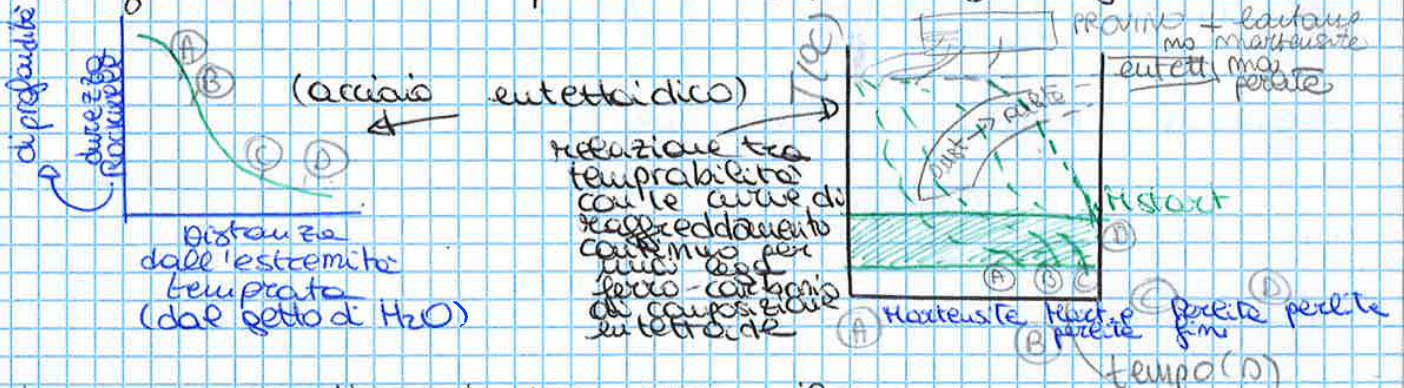 durezza
Rockwell
di profondità
A
B
C
D
Distanza
dall'estremità
temprata
(dal getto di H2O)
(acciaio eutettoidico)
relazione tra
temprabilità
con le curve di
raffreddamento
continuo per
una lega
ferro-carbonio
di composizione
eutettoide
T(°C)
PROVINO + lontano
no martensite
eutett. ma
perlite
aust → perlite
Mstart
A
B
C
D
A Martensite
B Mart. e perlite
C Perlite fine
D perlite
tempo(s)